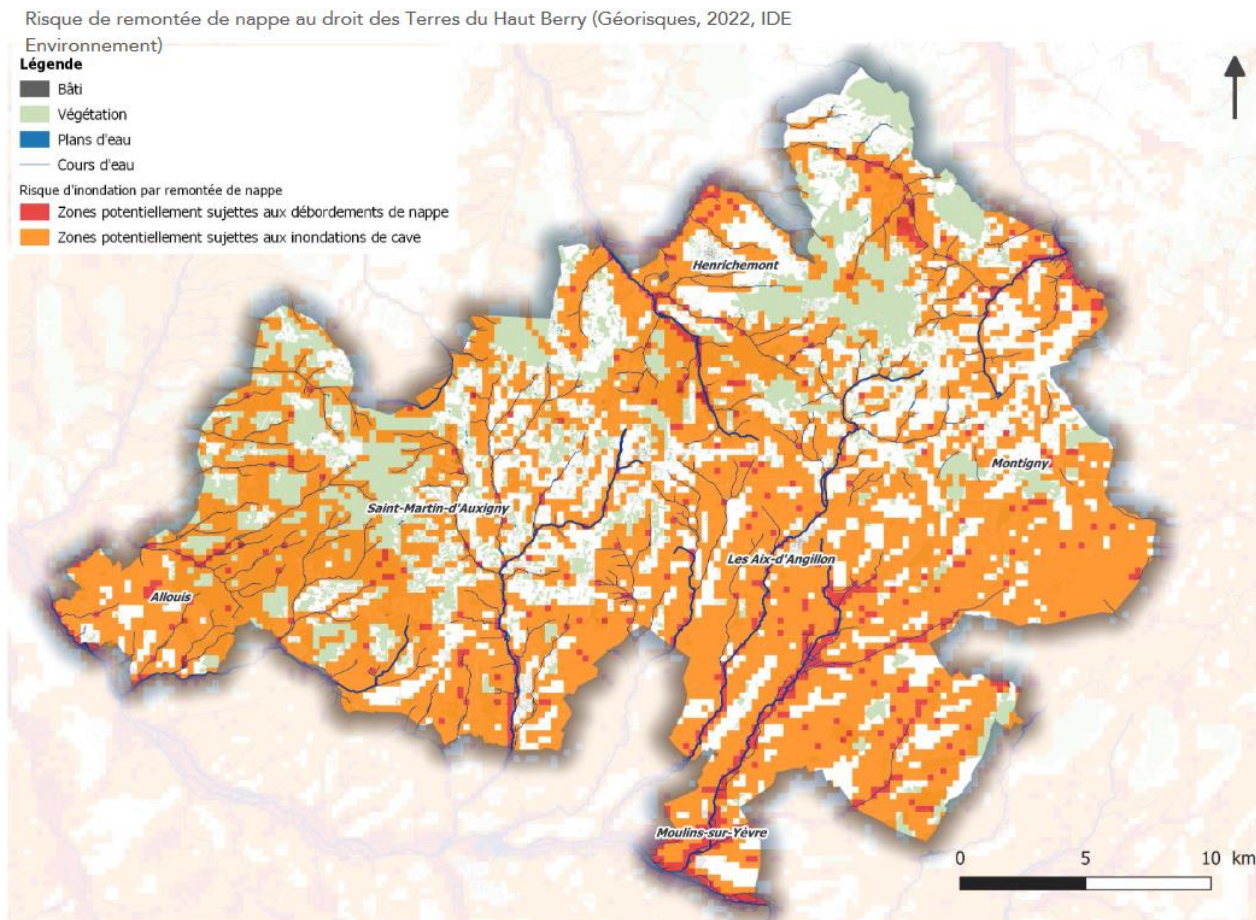 Risque de remontée de nappe au droit des Terres du Haut Berry (Géorisques, 2022, IDE
Environnement)
Légende
Bâti
Végétation
Plans d'eau
Cours d'eau
Risque d'inondation par remontée de nappe
Zones potentiellement sujettes aux débordements de nappe
Zones potentiellement sujettes aux inondations de cave
Henrichemont
Montigny
Saint-Martin-d'Auxigny
Les Aix-d'Angillon
Allouis
Moulins-sur-Yèvre
0 5 10 km